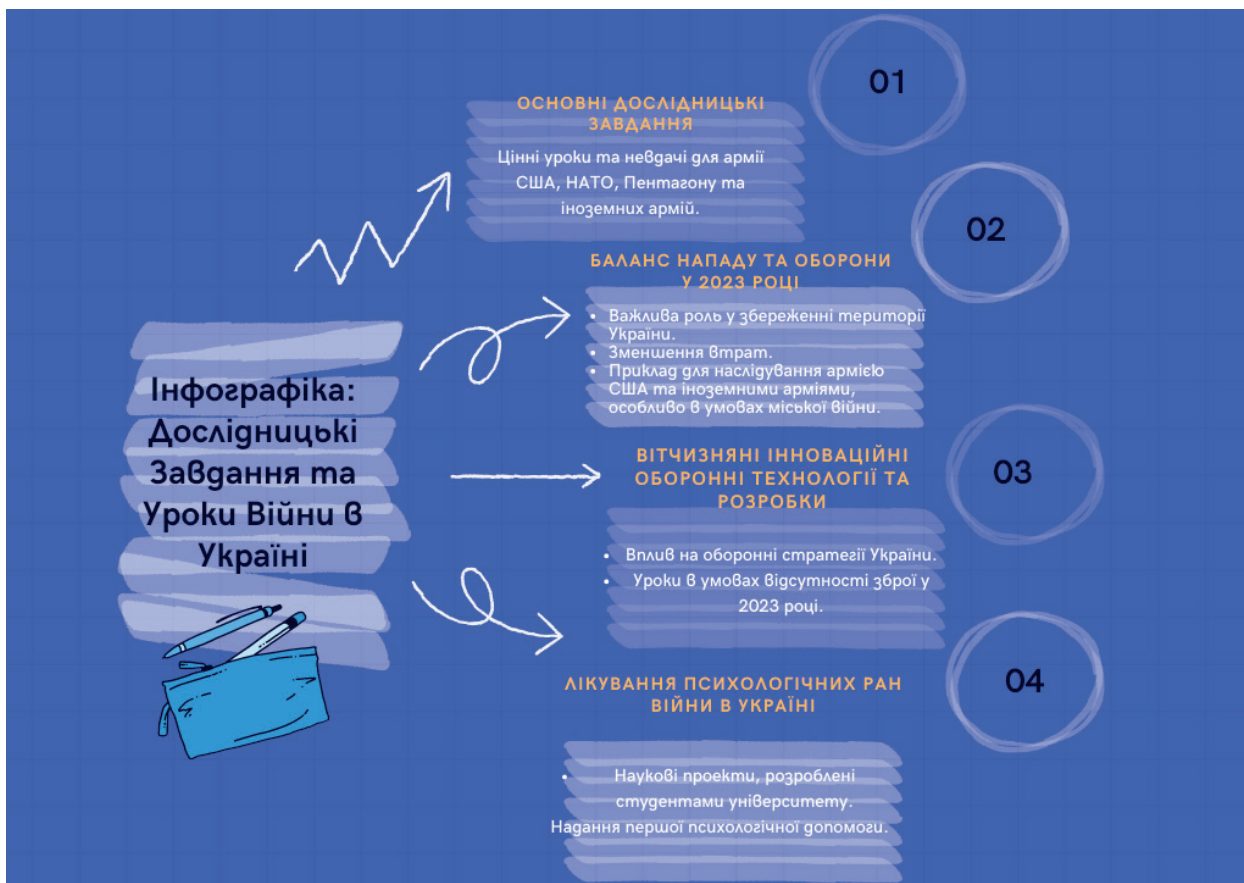 Інфографіка:
Дослідницькі
Завдання та
Уроки Війни в
Україні
01
ОСНОВНІ ДОСЛІДНИЦЬКІ
ЗАВДАННЯ
Цінні уроки та невдачі для армії
США, НАТО, Пентагону та
іноземних армій.
02
БАЛАНС НАПАДУ ТА ОБОРОНИ
У 2023 РОЦІ
• Важлива роль у збереженні території
України.
• Зменшення втрат.
• Приклад для наслідування армією
США та іноземними арміями,
особливо в умовах міської війни.
03
ВІТЧИЗНЯНІ ІННОВАЦІЙНІ
ОБОРОННІ ТЕХНОЛОГІЇ ТА
РОЗРОБКИ
• Вплив на оборонні стратегії України.
• Уроки в умовах відсутності зброї у
2023 році.
04
ЛІКУВАННЯ ПСИХОЛОГІЧНИХ РАН
ВІЙНИ В УКРАЇНІ
• Наукові проекти, розроблені
студентами університету.
Надання першої психологічної допомоги.